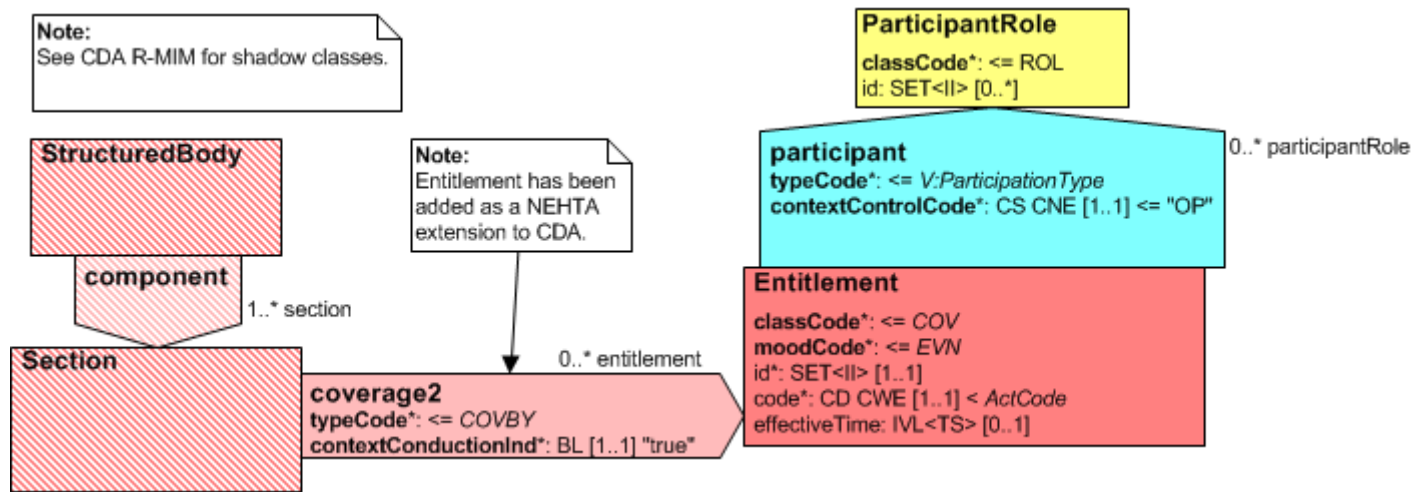 Note:
See CDA R-MIM for shadow classes.
ParticipantRole
classCode*: <= ROL
id: SET<II> [0..*]
StructuredBody
Note:
Entitlement has been
added as a NEHTA
extension to CDA.
participant
typeCode*: <= V:ParticipationType
contextControlCode*: CS CNE [1..1] <= "OP"
0..* participantRole
component
1..* section
Entitlement
classCode*: <= COV
moodCode*: <= EVN
id*: SET<II> [1..1]
code*: CD CWE [1..1] < ActCode
effectiveTime: IVL<TS> [0..1]
Section
0..* entitlement
coverage2
typeCode*: <= COVBY
contextConductionInd*: BL [1..1] "true"